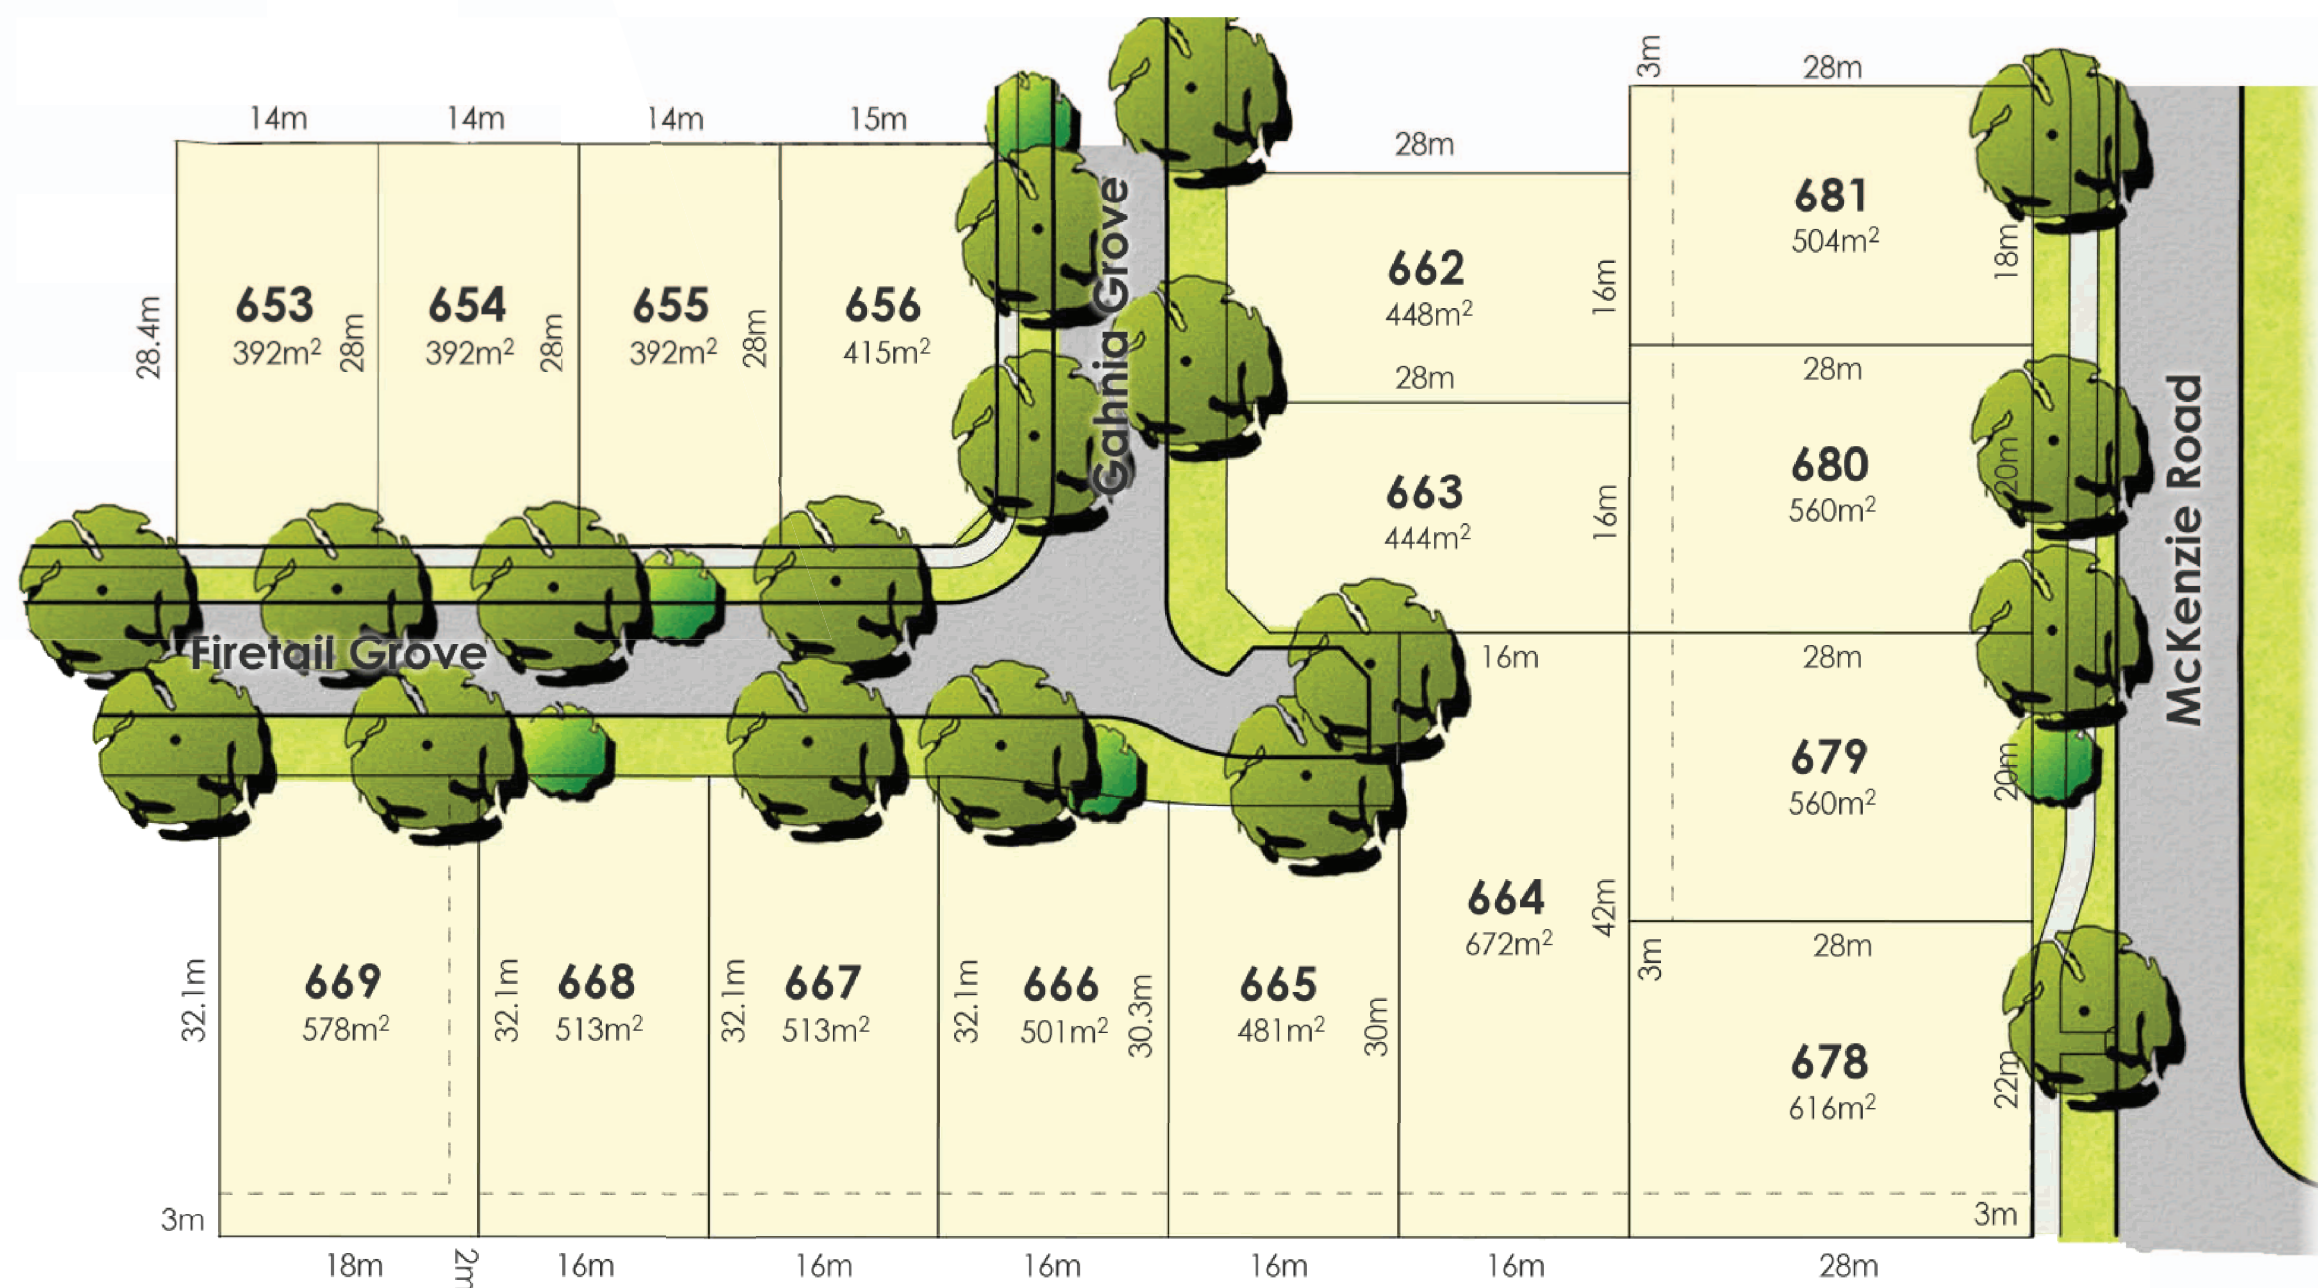 3m
28m
14m
14m
14m
15m
28m
681
504m²
18m
28.4m
653
392m²
28m
654
392m²
28m
655
392m²
28m
656
415m²
Gahnia Grove
662
448m²
16m
28m
28m
663
444m²
16m
680
560m²
20m
McKenzie Road
Firetail Grove
16m
28m
679
560m²
20m
664
672m²
42m
3m
28m
32.1m
669
578m²
32.1m
668
513m²
32.1m
667
513m²
32.1m
666
501m²
30.3m
665
481m²
30m
678
616m²
22m
3m
3m
18m
2m
16m
16m
16m
16m
16m
28m